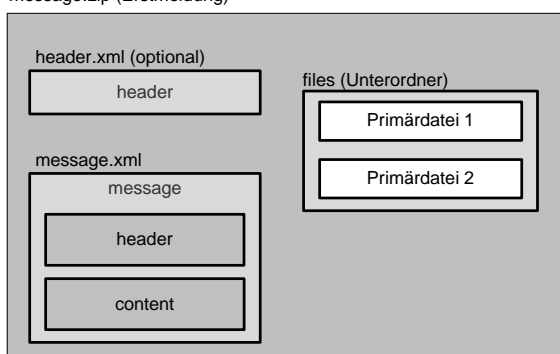 header.xml (optional)
header
message.xml
message
header
content
files (Unterordner)
Primärdatei 1
Primärdatei 2